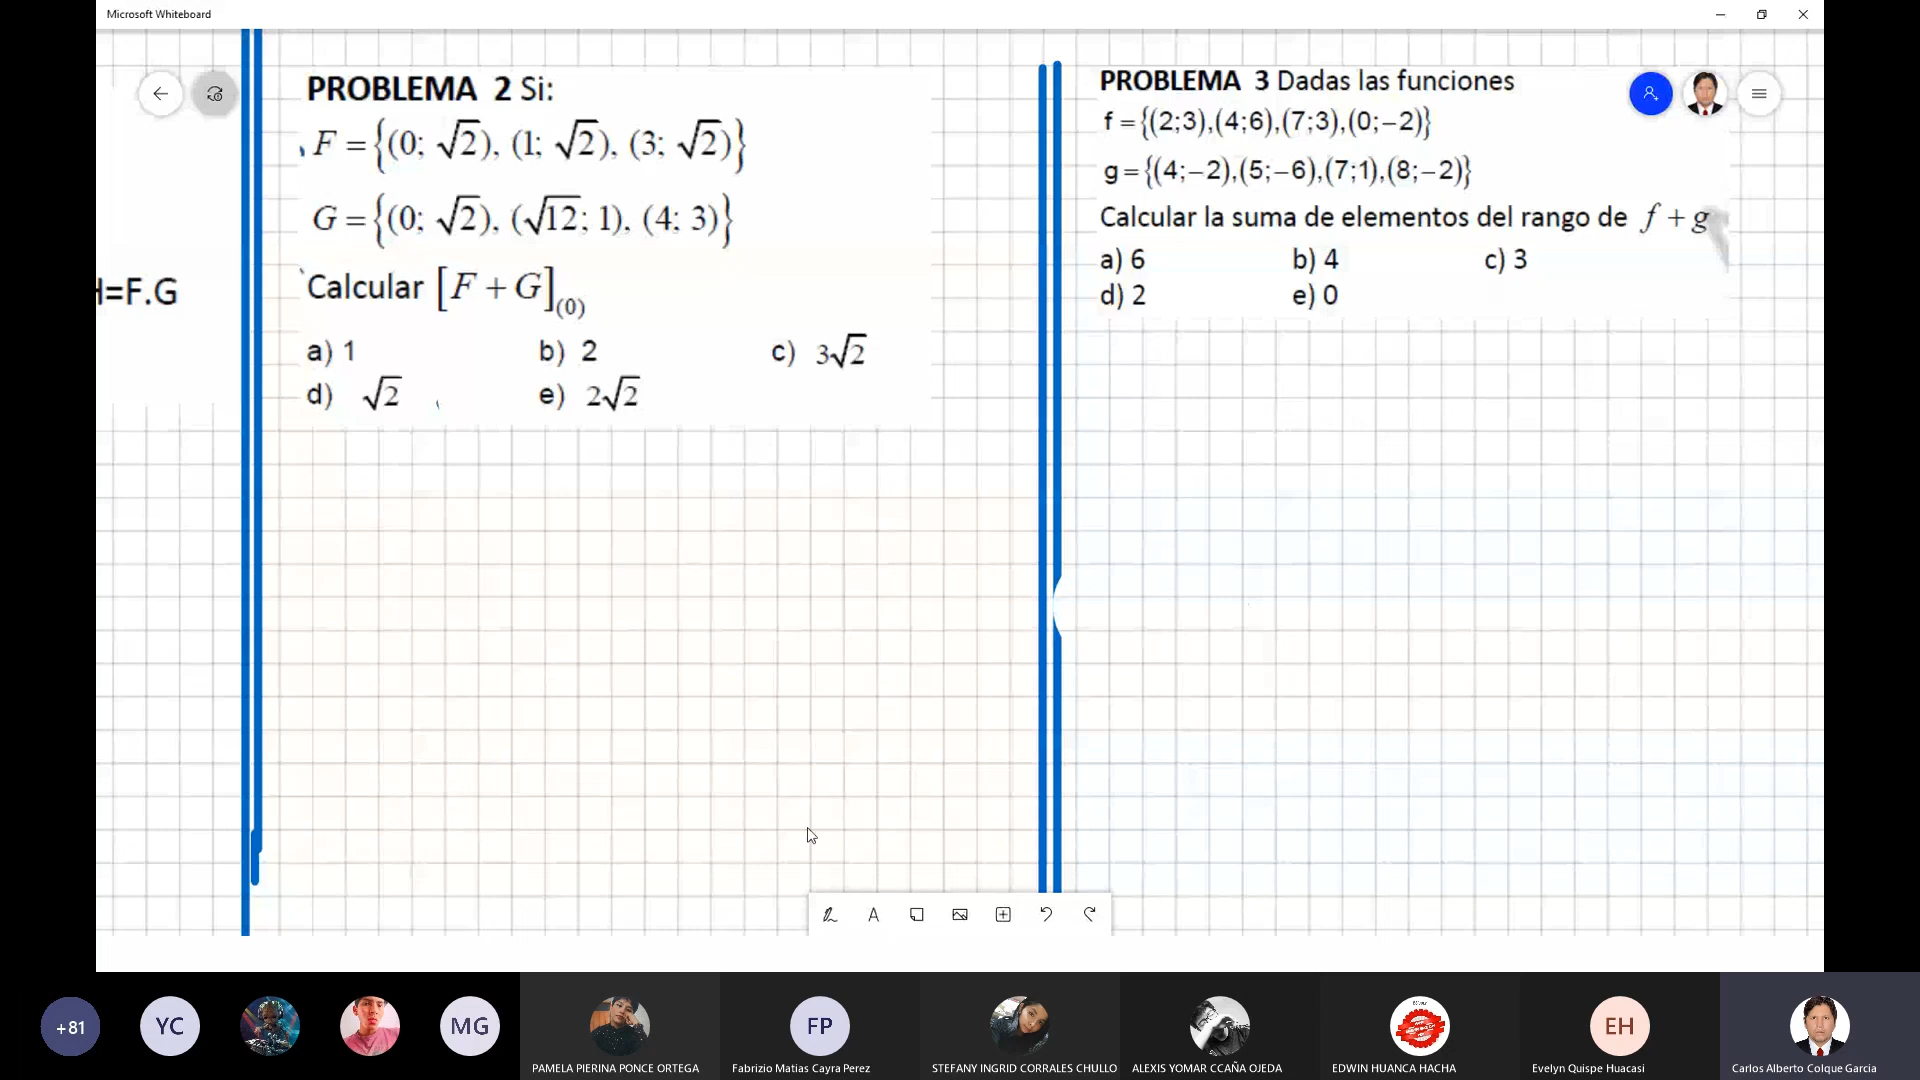 Microsoft Whiteboard
H=F.G
PROBLEMA 2 Si:
F = {(0; √2), (1; √2), (3; √2)}
G = {(0; √2), (√12; 1), (4; 3)}
Calcular [F + G](0)
a) 1 b) 2 c) 3√2
d) √2 e) 2√2
PROBLEMA 3 Dadas las funciones
f = {(2;3),(4;6),(7;3),(0;−2)}
g = {(4;−2),(5;−6),(7;1),(8;−2)}
Calcular la suma de elementos del rango de f + g
a) 6 b) 4 c) 3
d) 2 e) 0
A
+81
YC
MG
PAMELA PIERINA PONCE ORTEGA
FP
Fabrizio Matias Cayra Perez
STEFANY INGRID CORRALES CHULLO
ALEXIS YOMAR CCAÑA OJEDA
EDWIN HUANCA HACHA
EH
Evelyn Quispe Huacasi
Carlos Alberto Colque Garcia